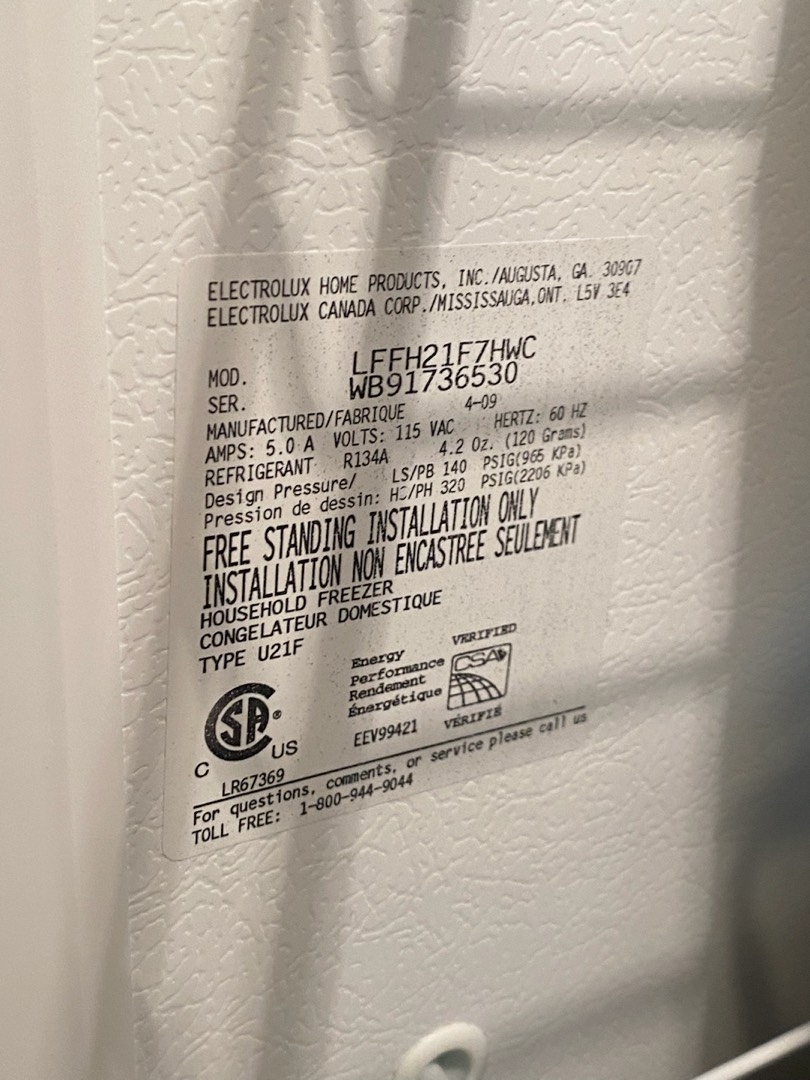 ELECTROLUX HOME PRODUCTS, INC./AUGUSTA, GA. 30907
ELECTROLUX CANADA CORP./MISSISSAUGA,ONT. L5V 3E4
MOD. LFFH21F7HWC
SER. WB91736530
MANUFACTURED/FABRIQUE 4-09
AMPS: 5.0 A VOLTS: 115 VAC HERTZ: 60 HZ
REFRIGERANT R134A 4.2 Oz. (120 Grams)
Design Pressure/ LS/PB 140 PSIG(965 KPa)
Pression de dessin: HS/PH 320 PSIG(2206 KPa)
FREE STANDING INSTALLATION ONLY
INSTALLATION NON ENCASTREE SEULEMENT
HOUSEHOLD FREEZER
CONGELATEUR DOMESTIQUE
TYPE U21F
Energy
Performance
Rendement
Énergétique
EEV99421
VERIFIED
CSA
VÉRIFIÉ
C SA ® US
LR67369
For questions, comments, or service please call us
TOLL FREE: 1-800-944-9044